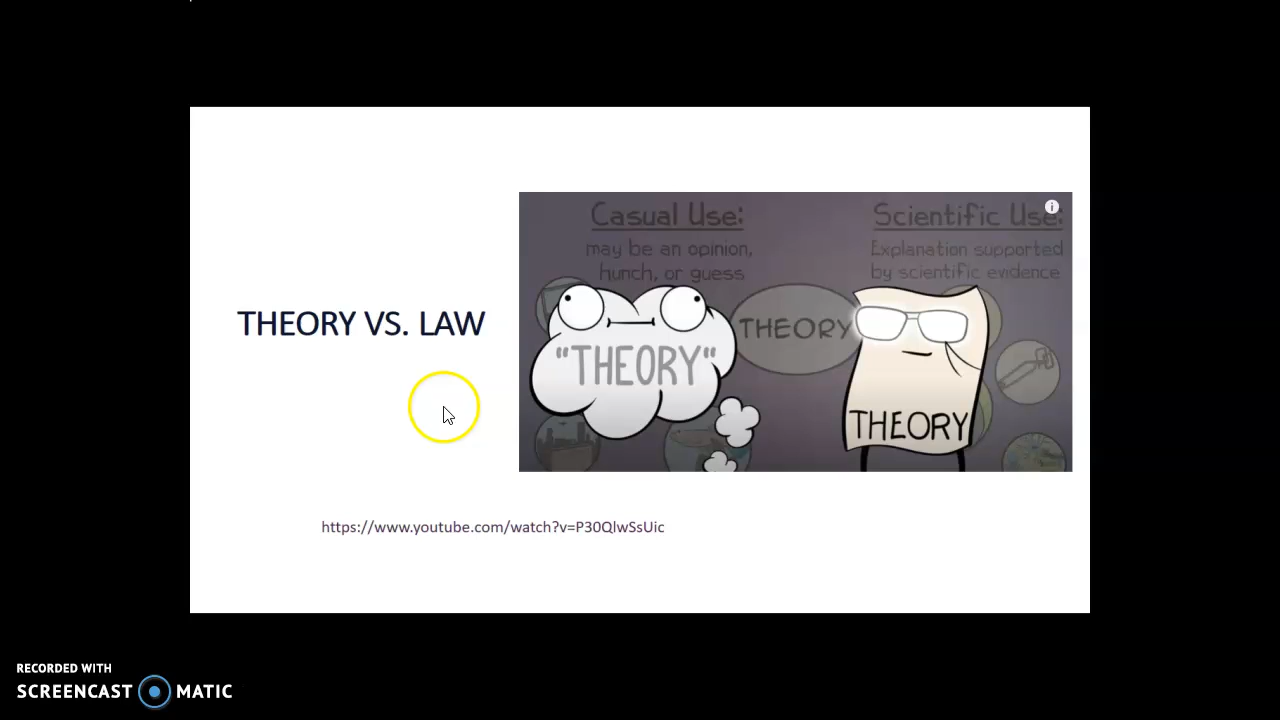 Casual Use:
may be an opinion,
hunch, or guess
Scientific Use:
Explanation supported
by scientific evidence
THEORY VS. LAW
"THEORY"
THEORY
THEORY
https://www.youtube.com/watch?v=P30QlwSsUic
RECORDED WITH
SCREENCAST MATIC